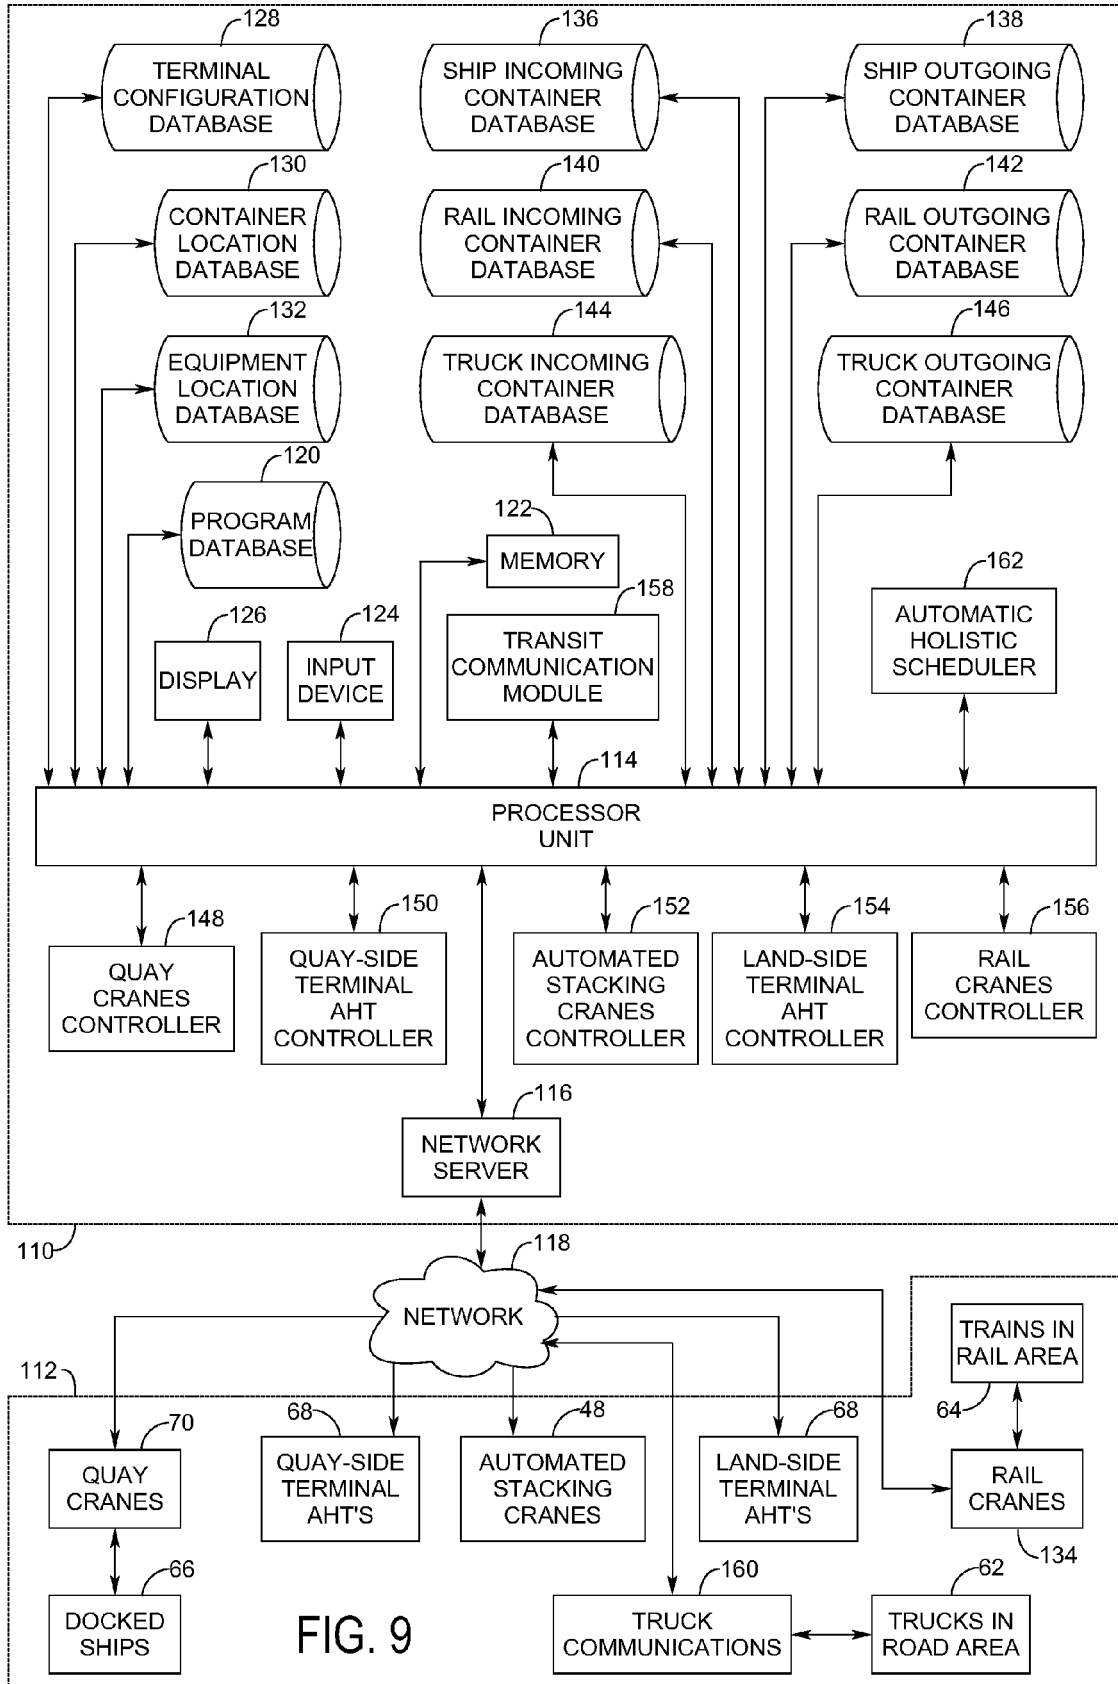 128
136
138
TERMINAL
CONFIGURATION
DATABASE
SHIP INCOMING
CONTAINER
DATABASE
SHIP OUTGOING
CONTAINER
DATABASE
130
140
142
CONTAINER
LOCATION
DATABASE
RAIL INCOMING
CONTAINER
DATABASE
RAIL OUTGOING
CONTAINER
DATABASE
132
144
146
EQUIPMENT
LOCATION
DATABASE
TRUCK INCOMING
CONTAINER
DATABASE
TRUCK OUTGOING
CONTAINER
DATABASE
120
PROGRAM
DATABASE
122
MEMORY
126
DISPLAY
124
INPUT
DEVICE
158
TRANSIT
COMMUNICATION
MODULE
162
AUTOMATIC
HOLISTIC
SCHEDULER
114
PROCESSOR
UNIT
148
QUAY
CRANES
CONTROLLER
150
QUAY-SIDE
TERMINAL
AHT
CONTROLLER
152
AUTOMATED
STACKING
CRANES
CONTROLLER
154
LAND-SIDE
TERMINAL
AHT
CONTROLLER
156
RAIL
CRANES
CONTROLLER
116
NETWORK
SERVER
110
118
NETWORK
112
TRAINS IN
RAIL AREA
64
70
QUAY
CRANES
68
QUAY-SIDE
TERMINAL
AHT'S
48
AUTOMATED
STACKING
CRANES
68
LAND-SIDE
TERMINAL
AHT'S
RAIL
CRANES
134
66
DOCKED
SHIPS
FIG. 9
160
TRUCK
COMMUNICATIONS
62
TRUCKS IN
ROAD AREA